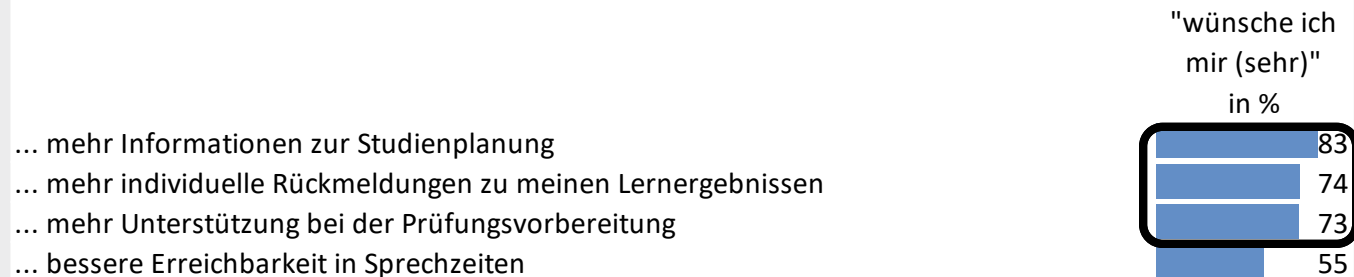 "wünsche ich
mir (sehr)"
in %
... mehr Informationen zur Studienplanung 83
... mehr individuelle Rückmeldungen zu meinen Lernergebnissen 74
... mehr Unterstützung bei der Prüfungsvorbereitung 73
... bessere Erreichbarkeit in Sprechzeiten 55